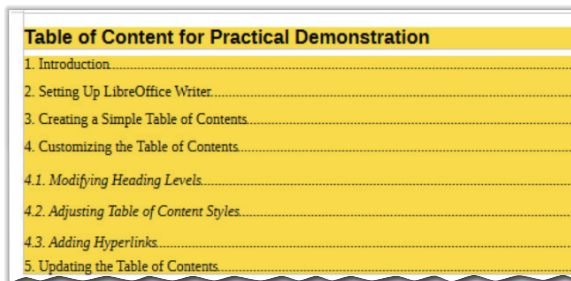 Table of Content for Practical Demonstration
1. Introduction
2. Setting Up LibreOffice Writer
3. Creating a Simple Table of Contents
4. Customizing the Table of Contents
4.1. Modifying Heading Levels
4.2. Adjusting Table of Content Styles
4.3. Adding Hyperlinks
5. Updating the Table of Contents